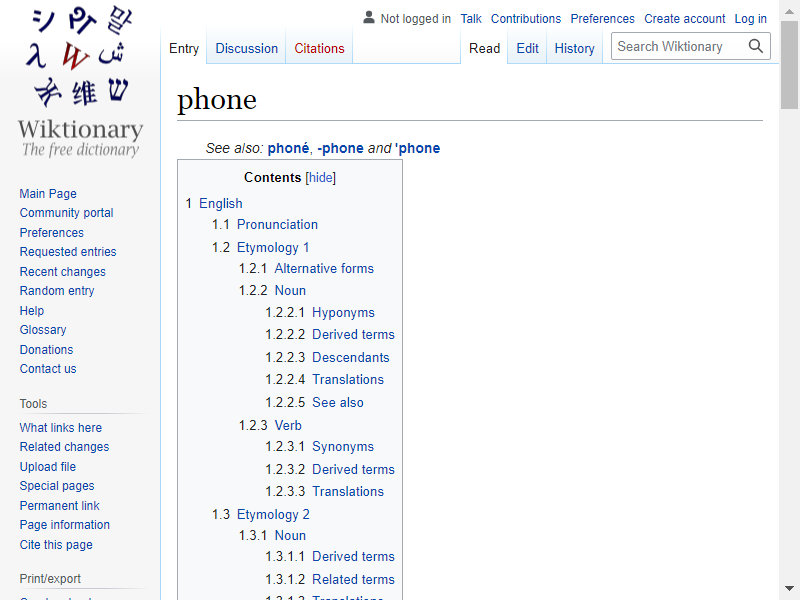 Not logged in Talk Contributions Preferences Create account Log in
Entry Discussion Citations Read Edit History Search Wiktionary
Wiktionary
The free dictionary
Main Page
Community portal
Preferences
Requested entries
Recent changes
Random entry
Help
Glossary
Donations
Contact us
Tools
What links here
Related changes
Upload file
Special pages
Permanent link
Page information
Cite this page
Print/export
phone
See also: phoné, -phone and 'phone
Contents [hide]
1 English
1.1 Pronunciation
1.2 Etymology 1
1.2.1 Alternative forms
1.2.2 Noun
1.2.2.1 Hyponyms
1.2.2.2 Derived terms
1.2.2.3 Descendants
1.2.2.4 Translations
1.2.2.5 See also
1.2.3 Verb
1.2.3.1 Synonyms
1.2.3.2 Derived terms
1.2.3.3 Translations
1.3 Etymology 2
1.3.1 Noun
1.3.1.1 Derived terms
1.3.1.2 Related terms
1.3.1.3 Translations